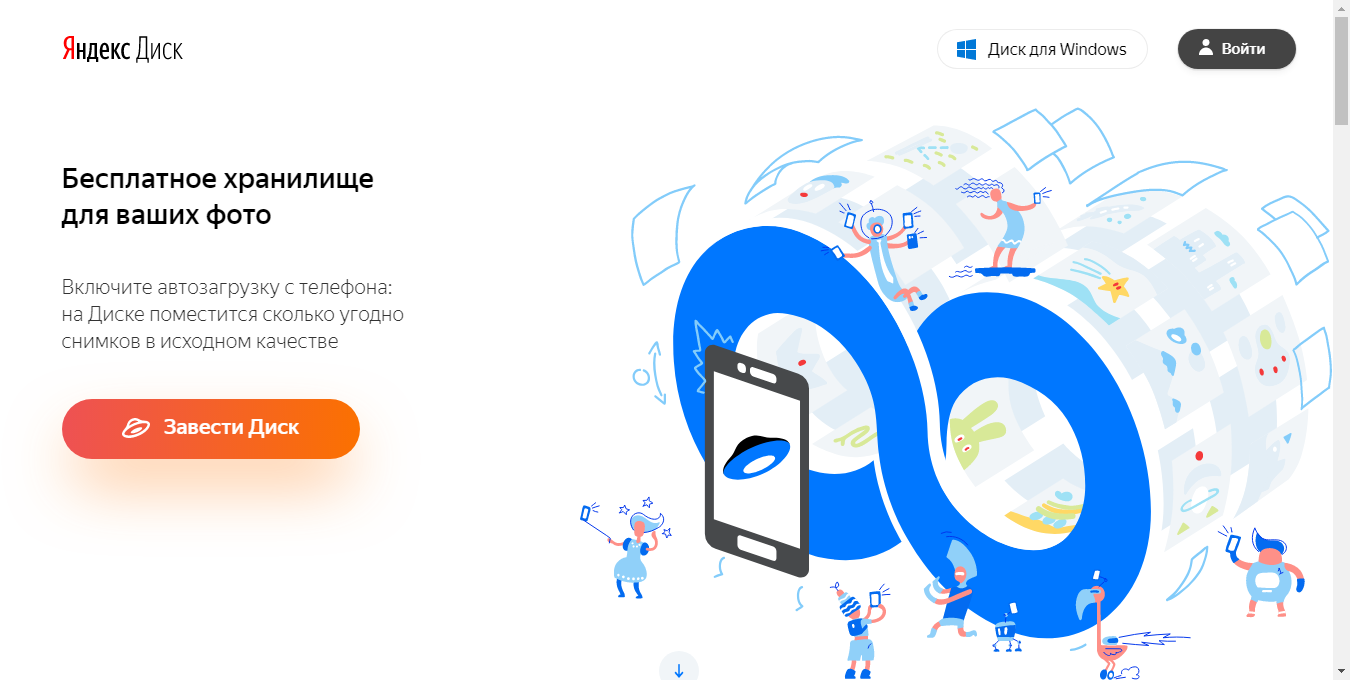 Яндекс Диск
Диск для Windows
Войти
Бесплатное хранилище
для ваших фото
Включите автозагрузку с телефона:
на Диске поместится сколько угодно
снимков в исходном качестве
Завести Диск